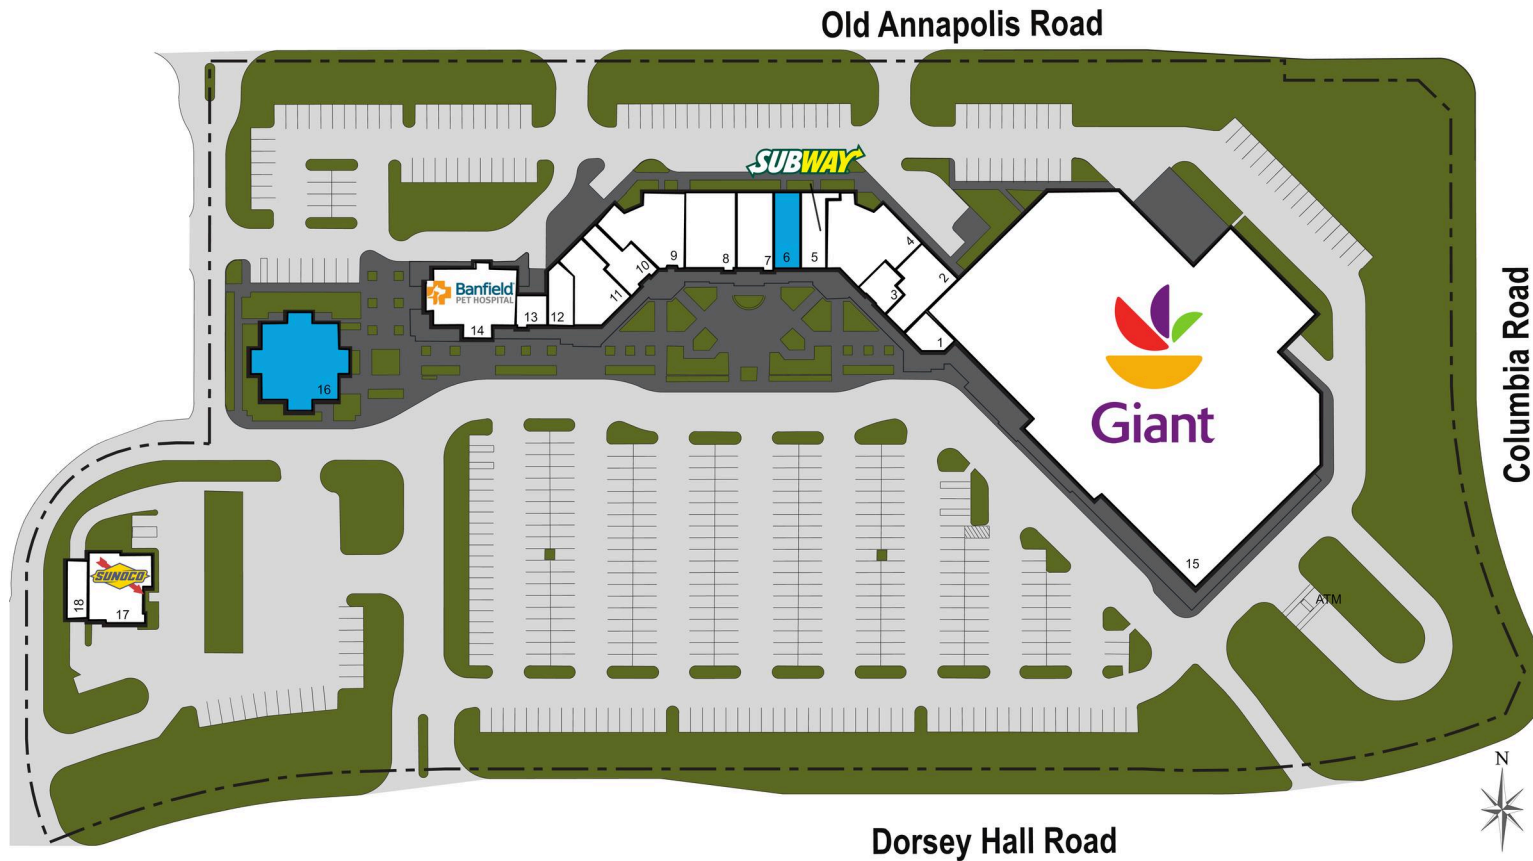 Old Annapolis Road
SUBWAY
Columbia Road
9
8
7
6
5
4
2
3
1
10
11
12
13
Banfield
PET HOSPITAL
14
16
Giant
15
ATM
SUNOCO
18
17
N
Dorsey Hall Road